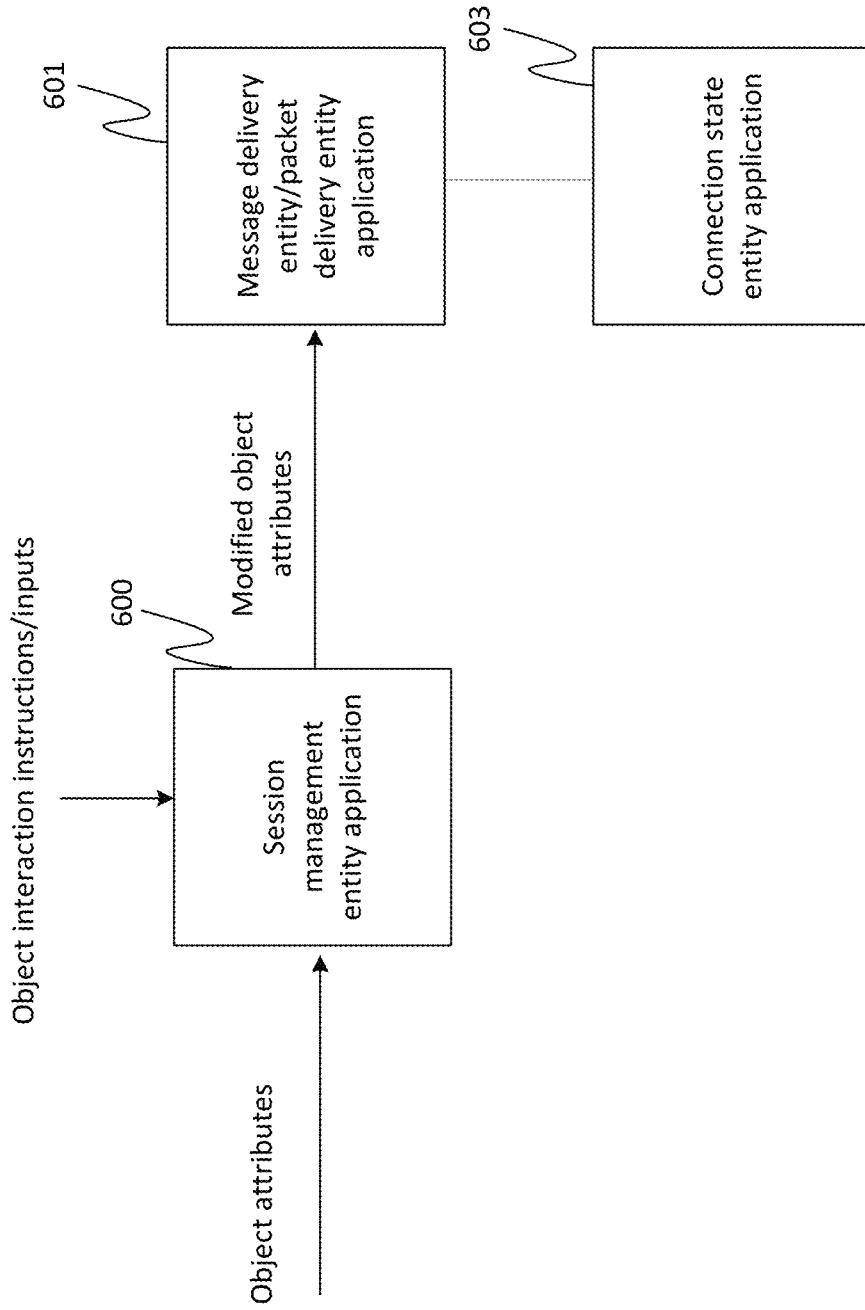 Object interaction instructions/inputs
Object attributes
600
Session
management
entity application
Modified object
attributes
601
Message delivery
entity/packet
delivery entity
application
603
Connection state
entity application